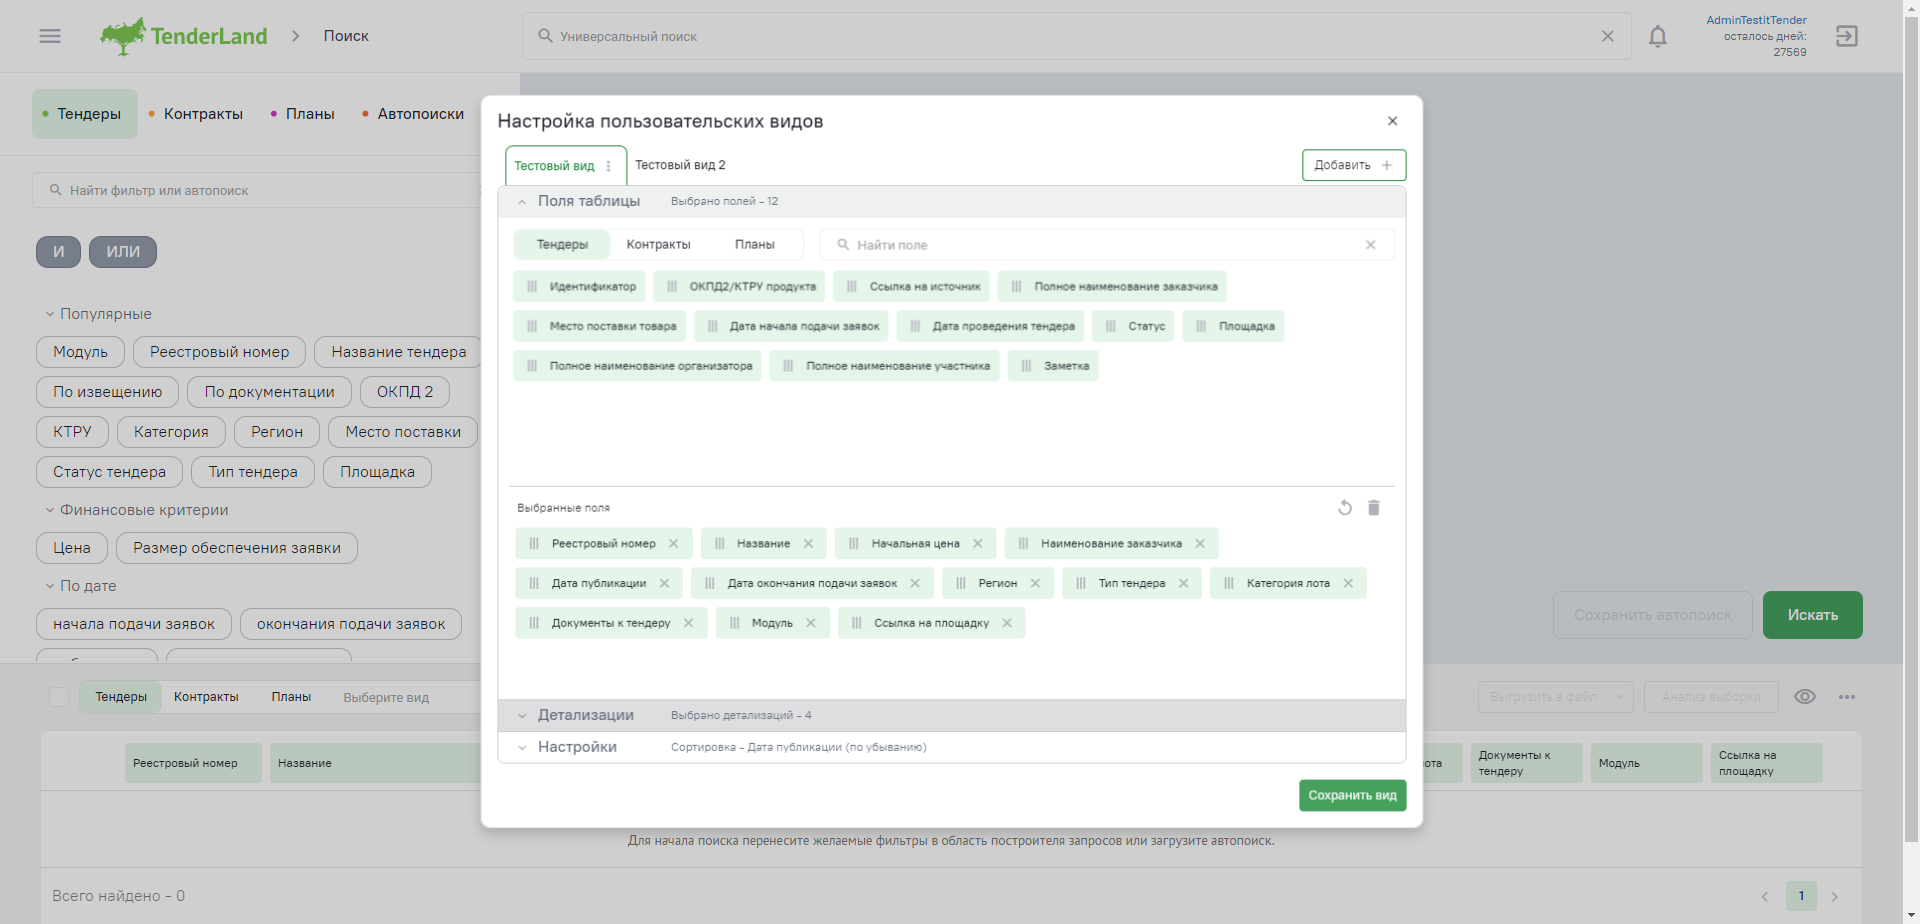 TenderLand
Поиск
Универсальный поиск
AdminTestitTender
осталось дней:
27569
Тендеры
Контракты
Планы
Автопоиски
Найти фильтр или автопоиск
И
ИЛИ
Популярные
Модуль
Реестровый номер
Название тендера
По извещению
По документации
ОКПД 2
КТРУ
Категория
Регион
Место поставки
Статус тендера
Тип тендера
Площадка
Финансовые критерии
Цена
Размер обеспечения заявки
По дате
начала подачи заявок
окончания подачи заявок
Настройка пользовательских видов
Тестовый вид
Тестовый вид 2
Добавить
Поля таблицы
Выбрано полей - 12
Тендеры
Контракты
Планы
Найти поле
Идентификатор
ОКПД2/КТРУ продукта
Ссылка на источник
Полное наименование заказчика
Место поставки товара
Дата начала подачи заявок
Дата проведения тендера
Статус
Площадка
Полное наименование организатора
Полное наименование участника
Заметка
Выбранные поля
Реестровый номер
Название
Начальная цена
Наименование заказчика
Дата публикации
Дата окончания подачи заявок
Регион
Тип тендера
Категория лота
Документы к тендеру
Модуль
Ссылка на площадку
Детализации
Выбрано детализаций - 4
Настройки
Сортировка - Дата публикации (по убыванию)
Сохранить вид
Сохранить автопоиск
Искать
Тендеры
Контракты
Планы
Выберите вид
Выгрузить в файл
Анализ выборки
Реестровый номер
Название
ота
Документы к
тендеру
Модуль
Ссылка на
площадку
Для начала поиска перенесите желаемые фильтры в область построителя запросов или загрузите автопоиск.
Всего найдено - 0
1